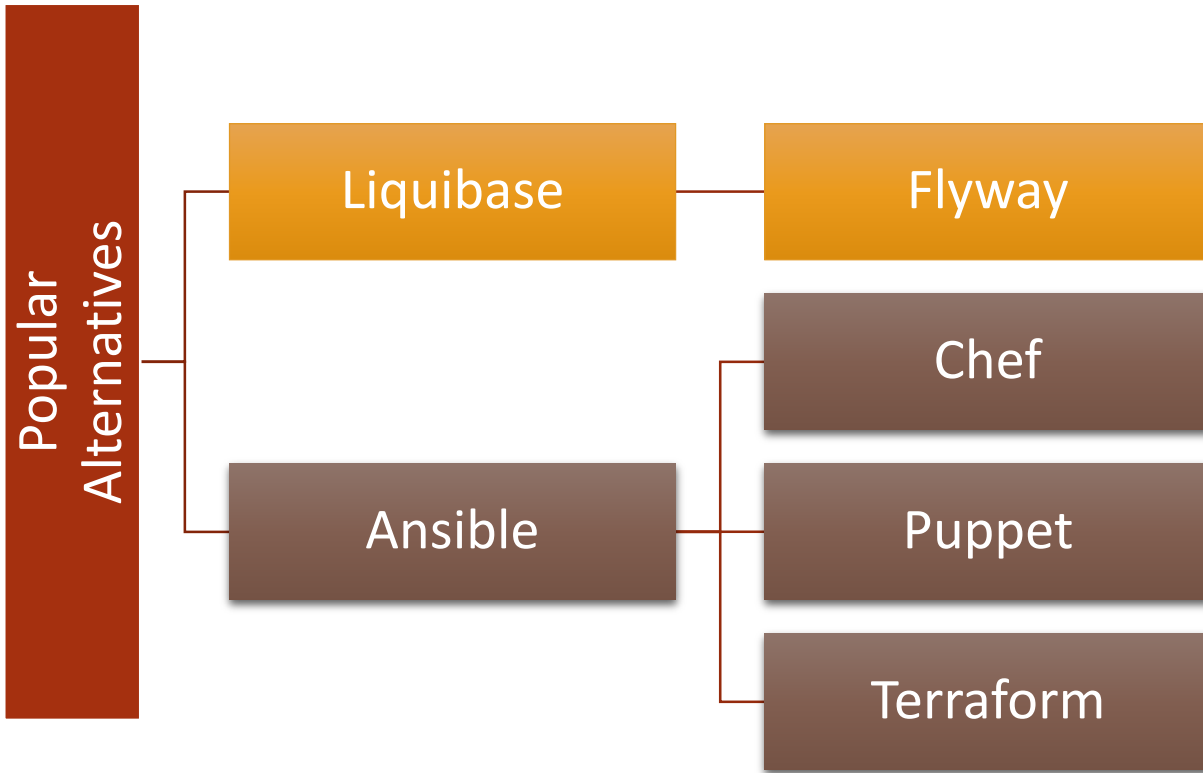 Popular
Alternatives
Liquibase
Flyway
Ansible
Chef
Puppet
Terraform